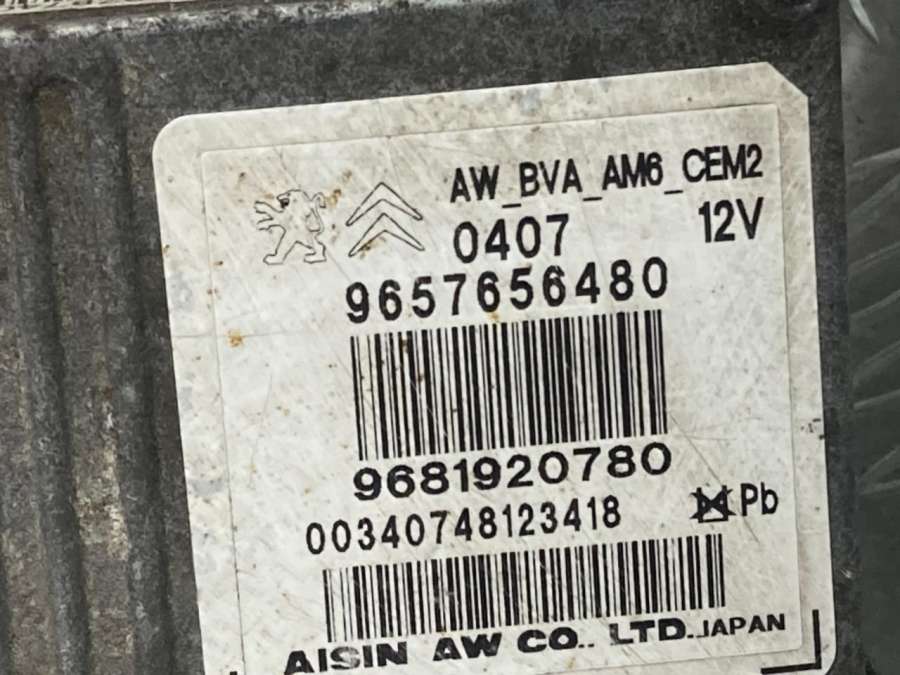 AW_BVA_AM6_CEM2
0407 12V
9657656480
9681920780
00340748123418 Pb
AISIN AW CO., LTD. JAPAN